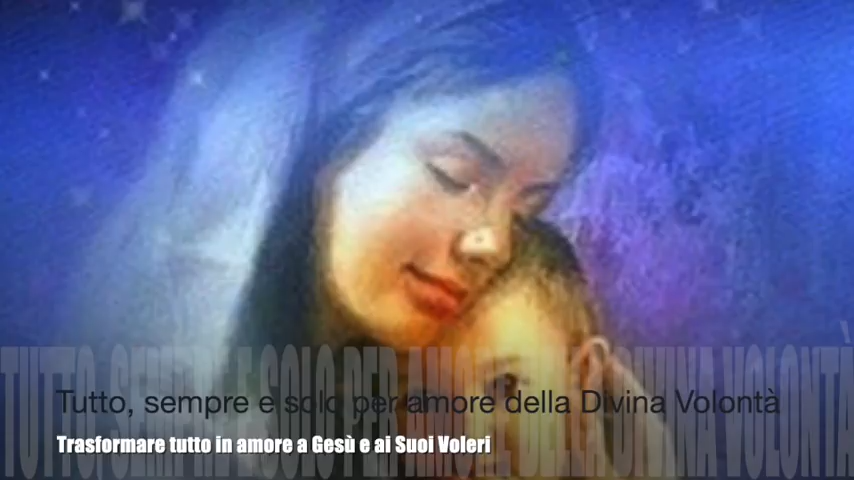 TUTTO, SEMPRE E SOLO PER AMORE DELLA DIVINA VOLONTÀ
Tutto, sempre e solo per amore della Divina Volontà
Trasformare tutto in amore a Gesù e ai Suoi Voleri